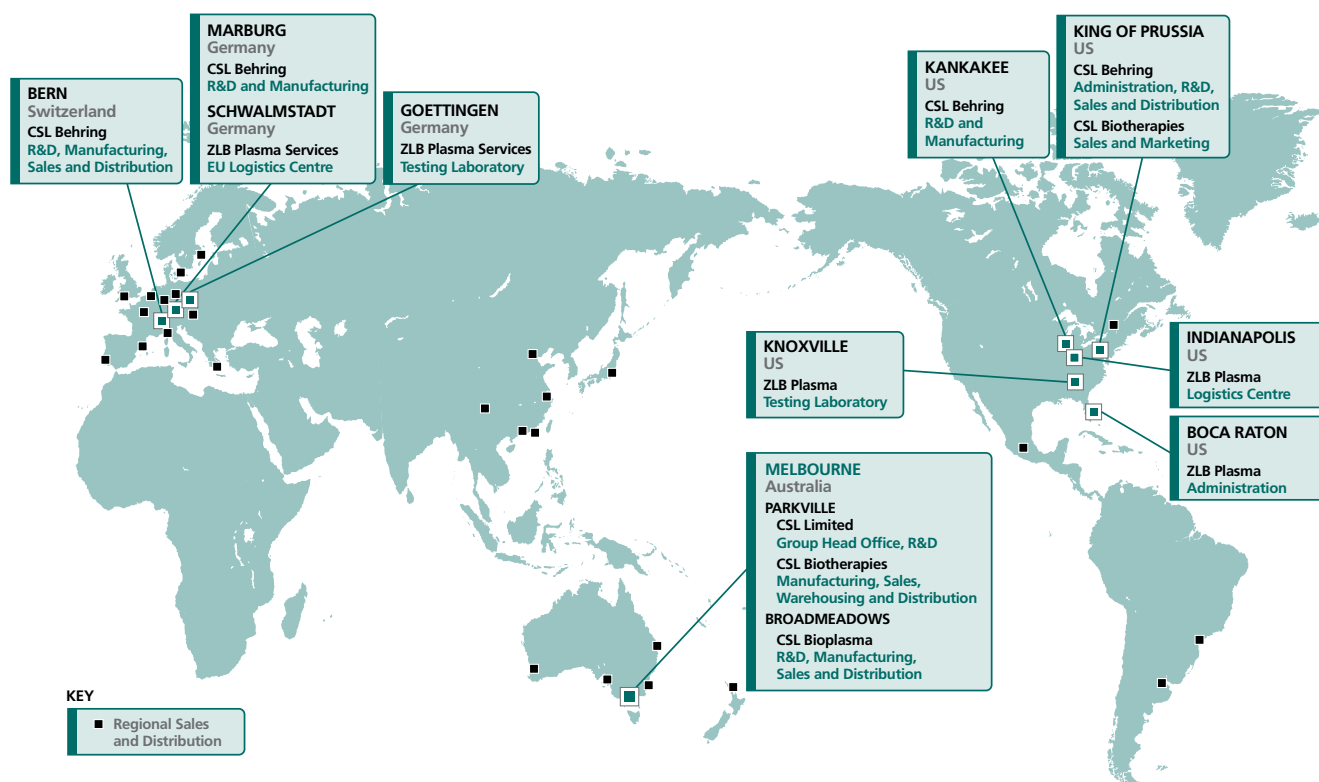 MARBURG
Germany
CSL Behring
R&D and Manufacturing
SCHWALMSTADT
Germany
ZLB Plasma Services
EU Logistics Centre
KING OF PRUSSIA
US
CSL Behring
Administration, R&D,
Sales and Distribution
CSL Biotherapies
Sales and Marketing
KANKAKEE
US
CSL Behring
R&D and
Manufacturing
BERN
Switzerland
CSL Behring
R&D, Manufacturing,
Sales and Distribution
GOETTINGEN
Germany
ZLB Plasma Services
Testing Laboratory
KNOXVILLE
US
ZLB Plasma
Testing Laboratory
INDIANAPOLIS
US
ZLB Plasma
Logistics Centre
BOCA RATON
US
ZLB Plasma
Administration
MELBOURNE
Australia
PARKVILLE
CSL Limited
Group Head Office, R&D
CSL Biotherapies
Manufacturing, Sales,
Warehousing and Distribution
BROADMEADOWS
CSL Bioplasma
R&D, Manufacturing,
Sales and Distribution
KEY
Regional Sales
and Distribution